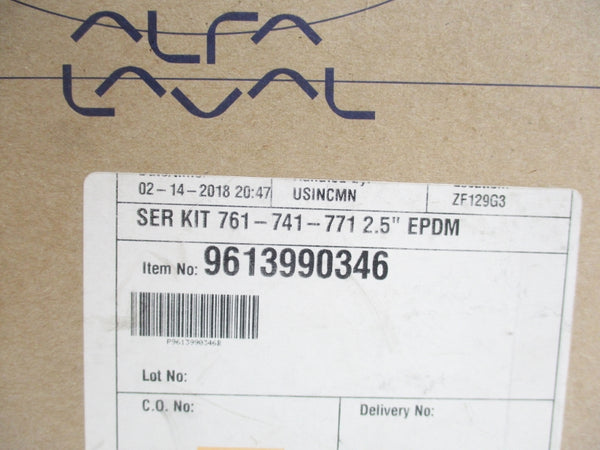 ALFA
LAVAL
02-14-2018 20:47 USINCMN ZF129G3
SER KIT 761-741-771 2.5" EPDM
Item No: 9613990346
Lot No:
C.O. No: Delivery No: